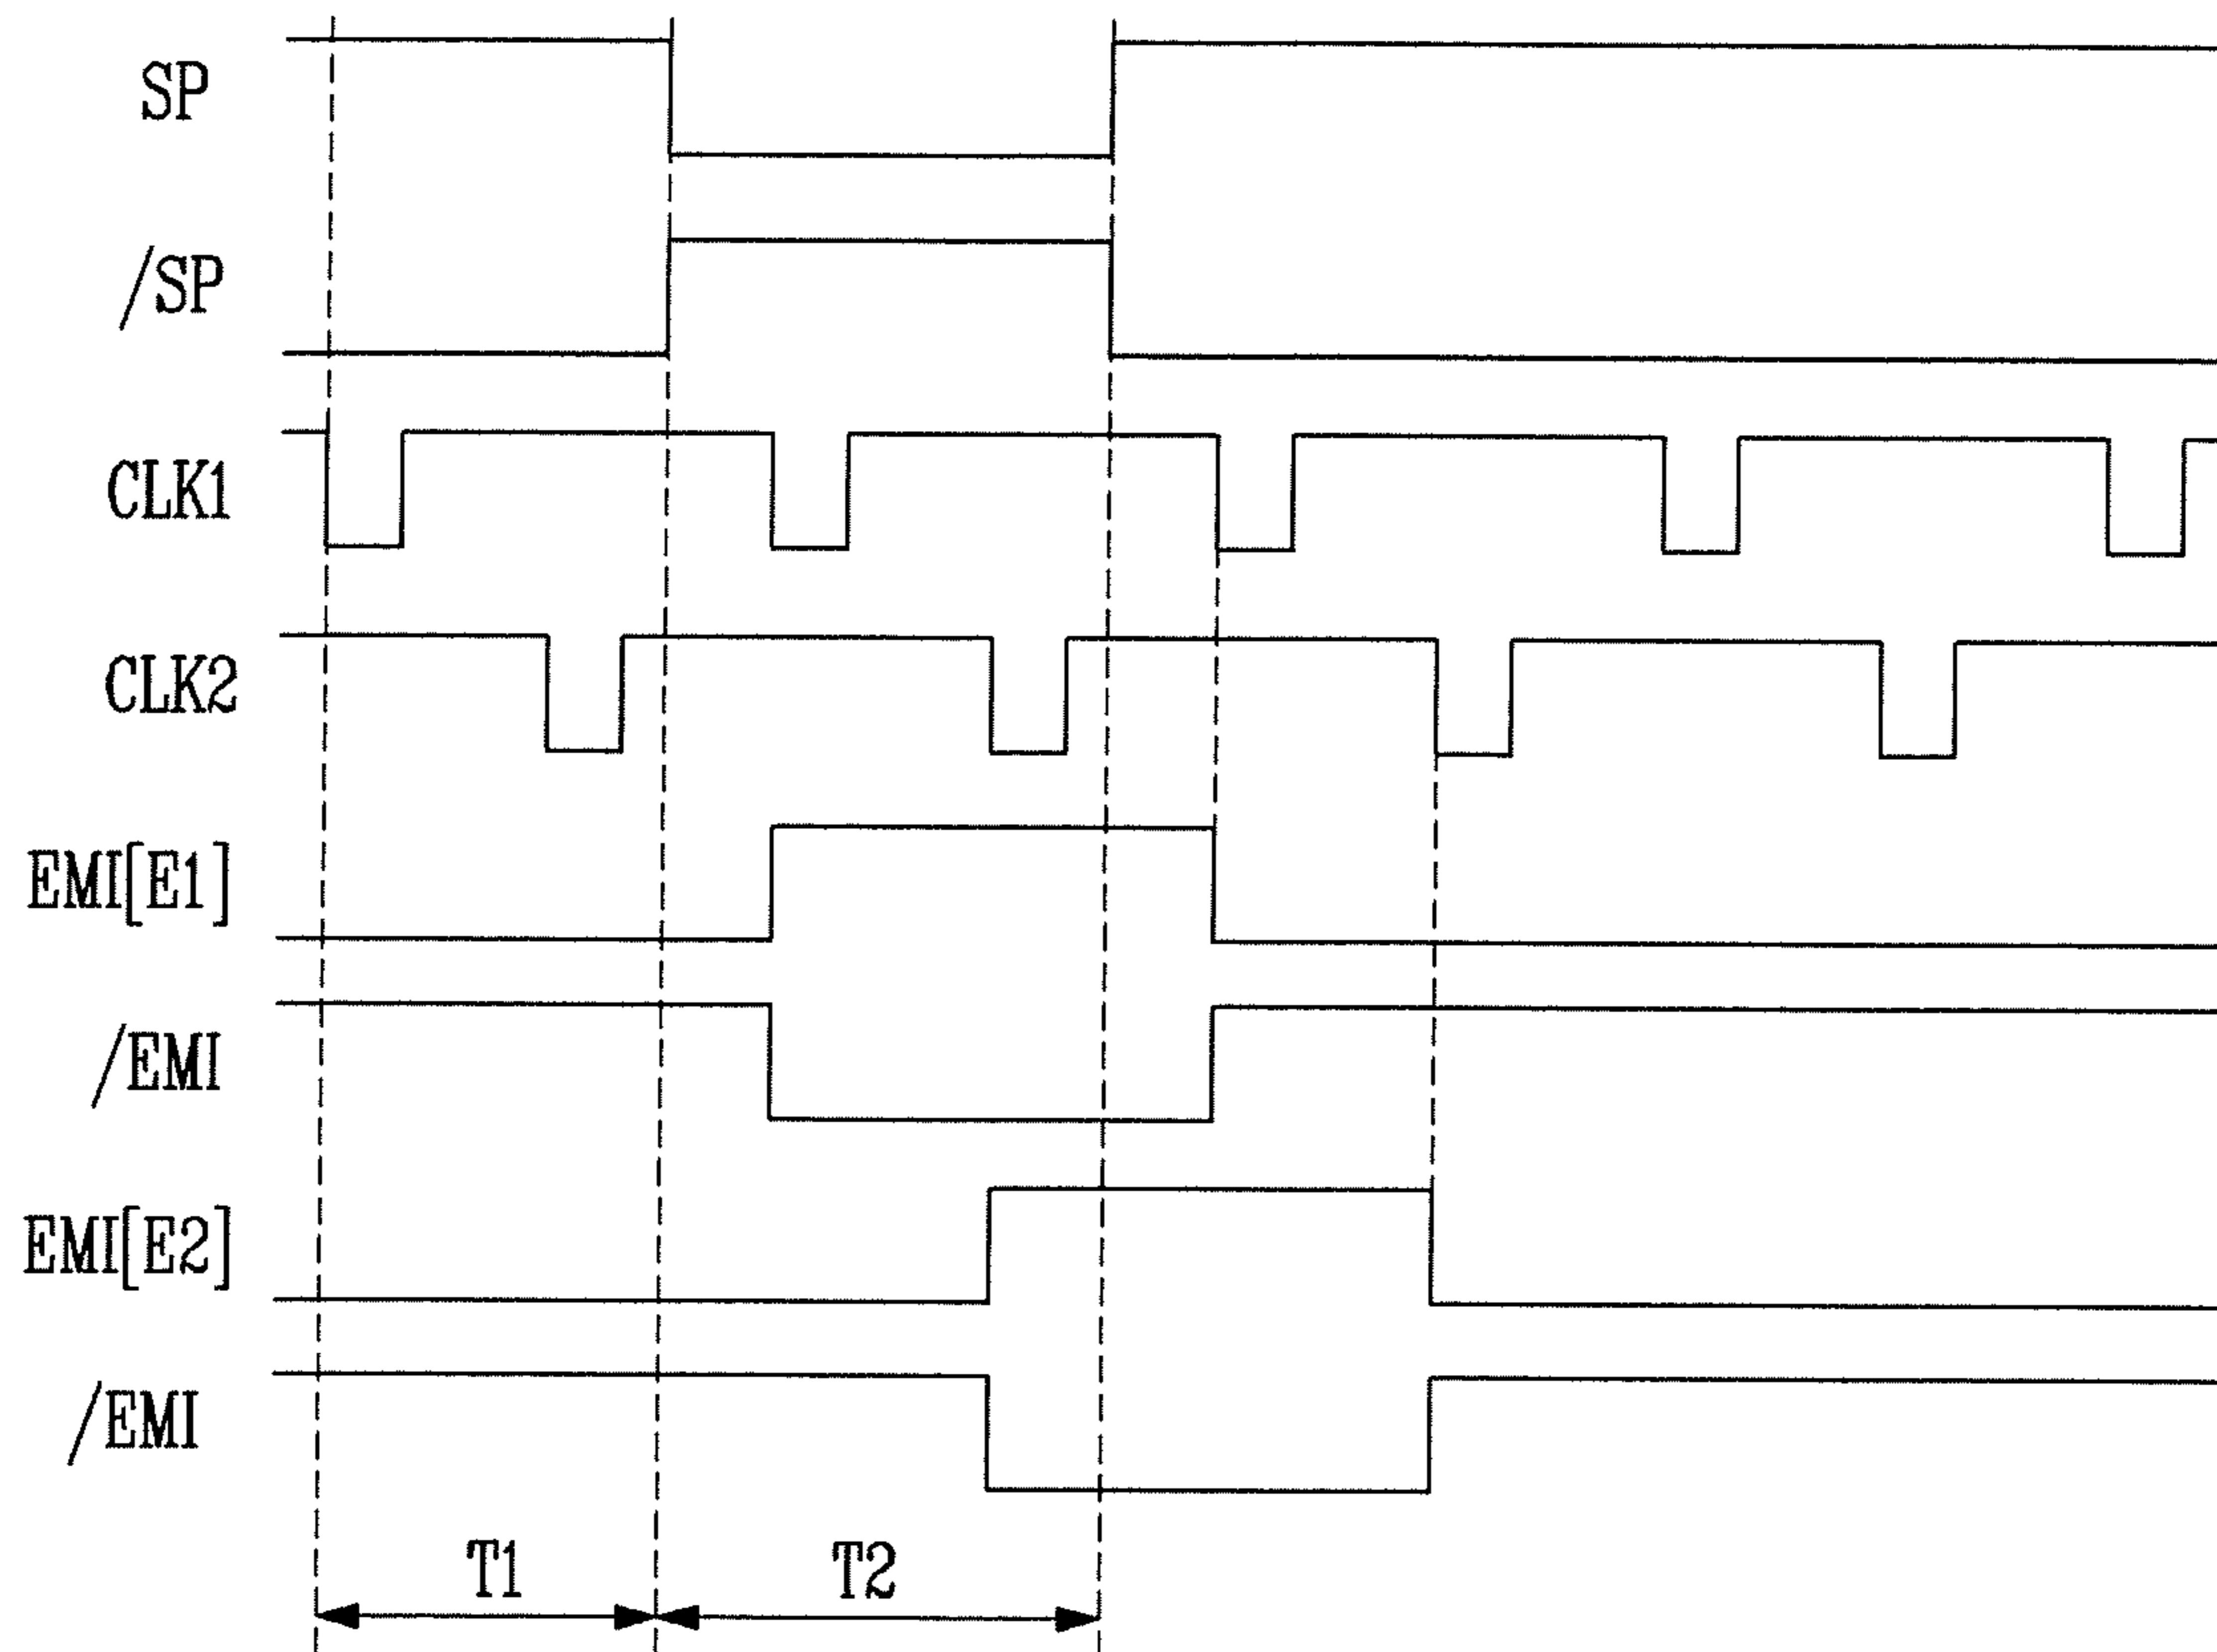 SP
/SP
CLK1
CLK2
EMI[E1]
/EMI
EMI[E2]
/EMI
T1 T2